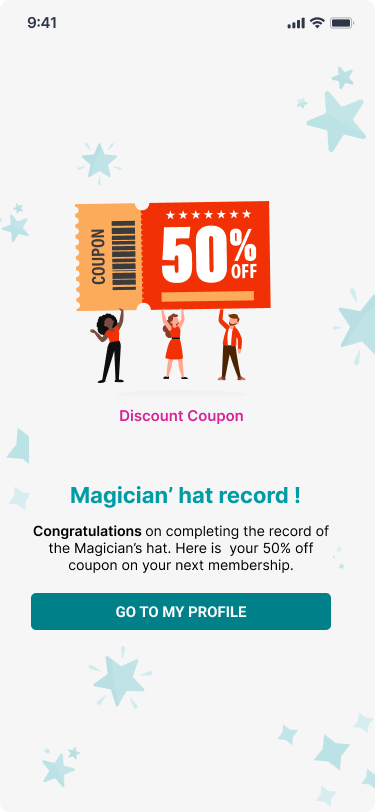 9:41
COUPON
50%
OFF
Discount Coupon
Magician’ hat record !
Congratulations on completing the record of
the Magician’s hat. Here is  your 50% off
coupon on your next membership.
GO TO MY PROFILE